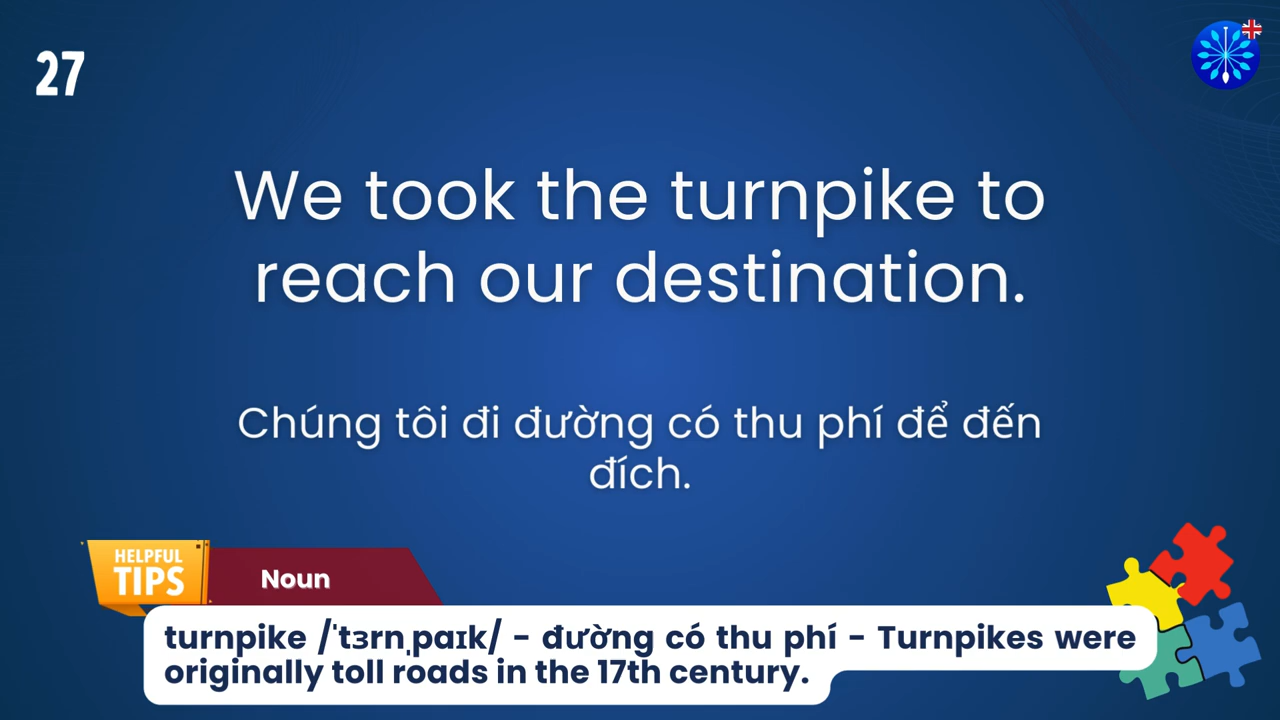 27
We took the turnpike to
reach our destination.
Chúng tôi đi đường có thu phí để đến
đích.
HELPFUL
TIPS
Noun
turnpike /ˈtɜrnˌpaɪk/ - đường có thu phí - Turnpikes were
originally toll roads in the 17th century.